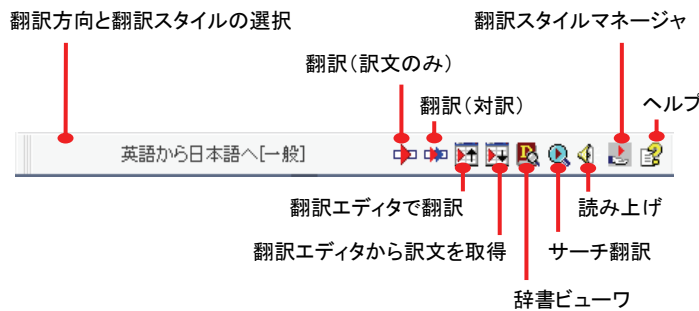 翻訳方向と翻訳スタイルの選択
翻訳スタイルマネージャ
翻訳（訳文のみ）
翻訳（対訳）
ヘルプ
英語から日本語へ[一般]
翻訳エディタで翻訳
読み上げ
翻訳エディタから訳文を取得
サーチ翻訳
辞書ビューワ